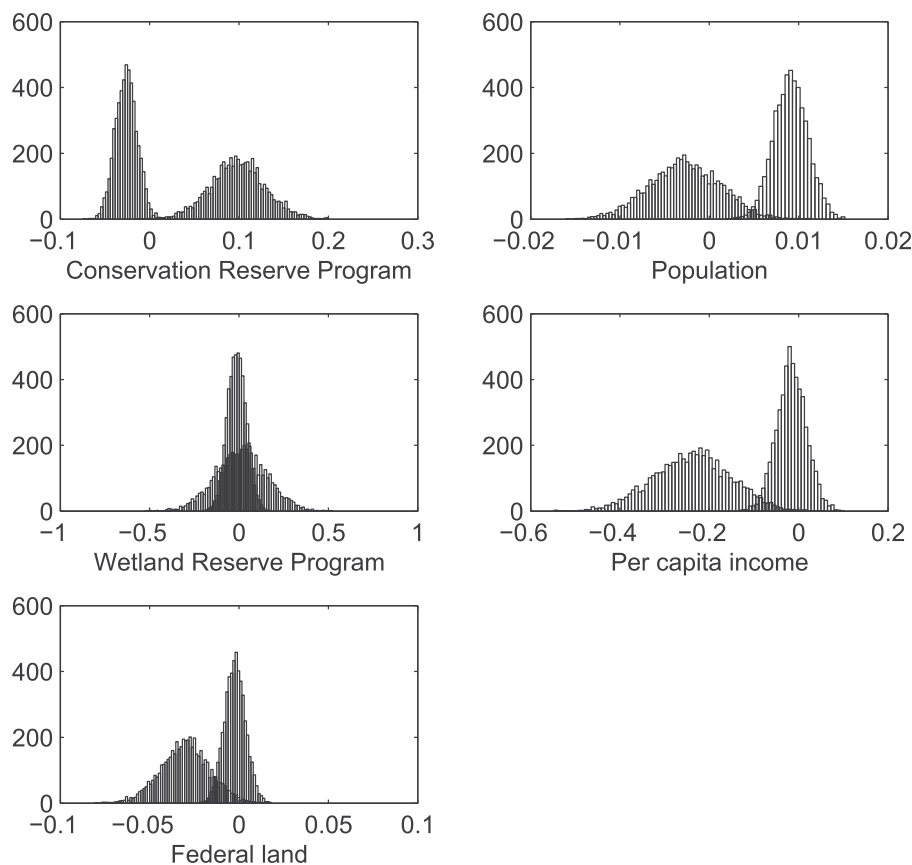 600
400
200
0
−0.1 0 0.1 0.2 0.3
Conservation Reserve Program
600
400
200
0
−0.02 −0.01 0 0.01 0.02
Population
600
400
200
0
−1 −0.5 0 0.5 1
Wetland Reserve Program
600
400
200
0
−0.6 −0.4 −0.2 0 0.2
Per capita income
600
400
200
0
−0.1 −0.05 0 0.05 0.1
Federal land